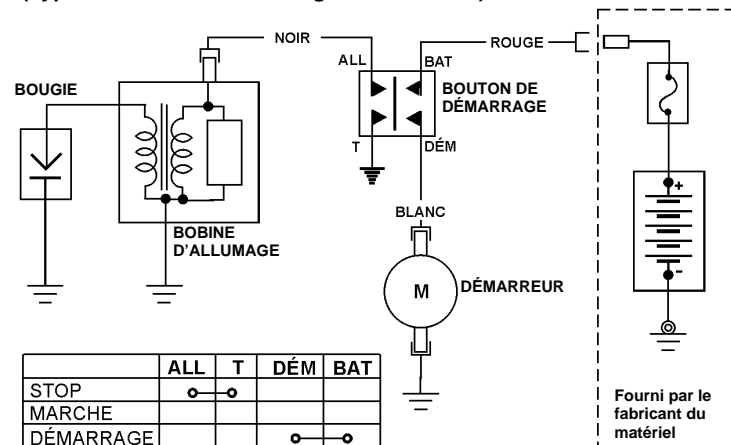 NOIR
ROUGE
ALL
BAT
BOUGIE
BOUTON DE
DÉMARRAGE
T
DÉM
BLANC
BOBINE
D'ALLUMAGE
M
DÉMARREUR
+
-
ALL T DÉM BAT
STOP
MARCHE
DÉMARRAGE
Fourni par le
fabricant du
matériel